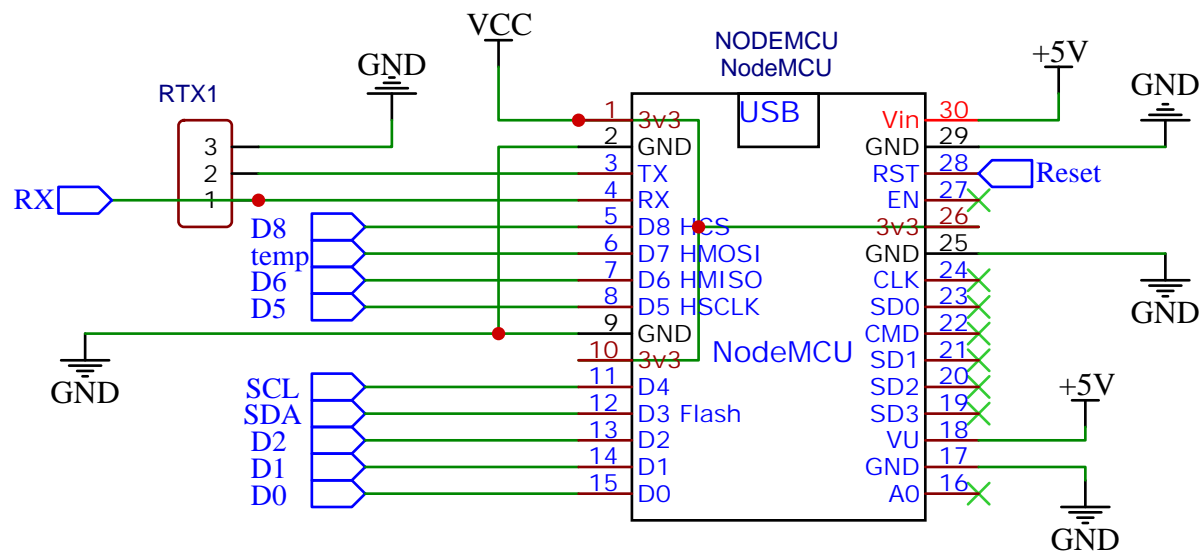 VCC
NODEMCU
NodeMCU
+5V
GND
GND
RTX1
USB
1 3v3
Vin 30
2 GND
GND 29
3
3 TX
RST 28
Reset
2
4 RX
EN 27
RX
1
5 D8 HCS
3v3 26
D8
6 D7 HMOSI
GND 25
temp
7 D6 HMISO
CLK 24
D6
8 D5 HSCLK
SD0 23
D5
9 GND
CMD 22
GND
10 3v3
NodeMCU
SD1 21
GND
SCL
11 D4
SD2 20
+5V
SDA
12 D3 Flash
SD3 19
D2
13 D2
VU 18
D1
14 D1
GND 17
D0
15 D0
A0 16
GND